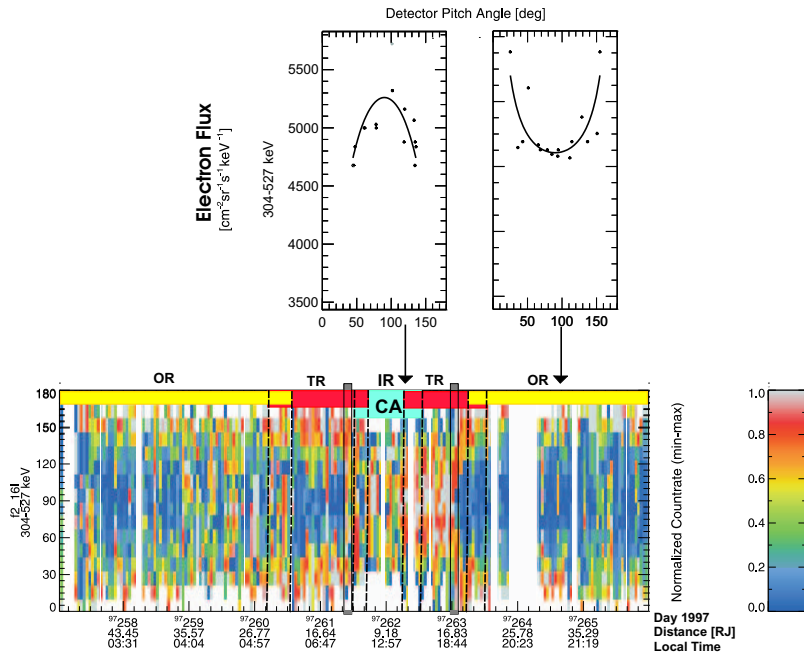 Detector Pitch Angle [deg]
Electron Flux
[cm-2sr-1s-1keV-1]
304-527 keV
5500
5000
4500
4000
3500
0 50 100 150
0 50 100 150
OR TR IR TR OR
CA
180
150
120
90
60
30
0
f2_16I
304-527 keV
1.0
0.8
0.6
0.4
0.2
0.0
Normalized Countrate (min-max)
97258 97259 97260 97261 97262 97263 97264 97265 Day 1997
43.45 35.57 26.77 16.64 9.18 16.83 25.78 35.29 Distance [RJ]
03:31 04:04 04:57 06:47 12:57 18:44 20:23 21:19 Local Time